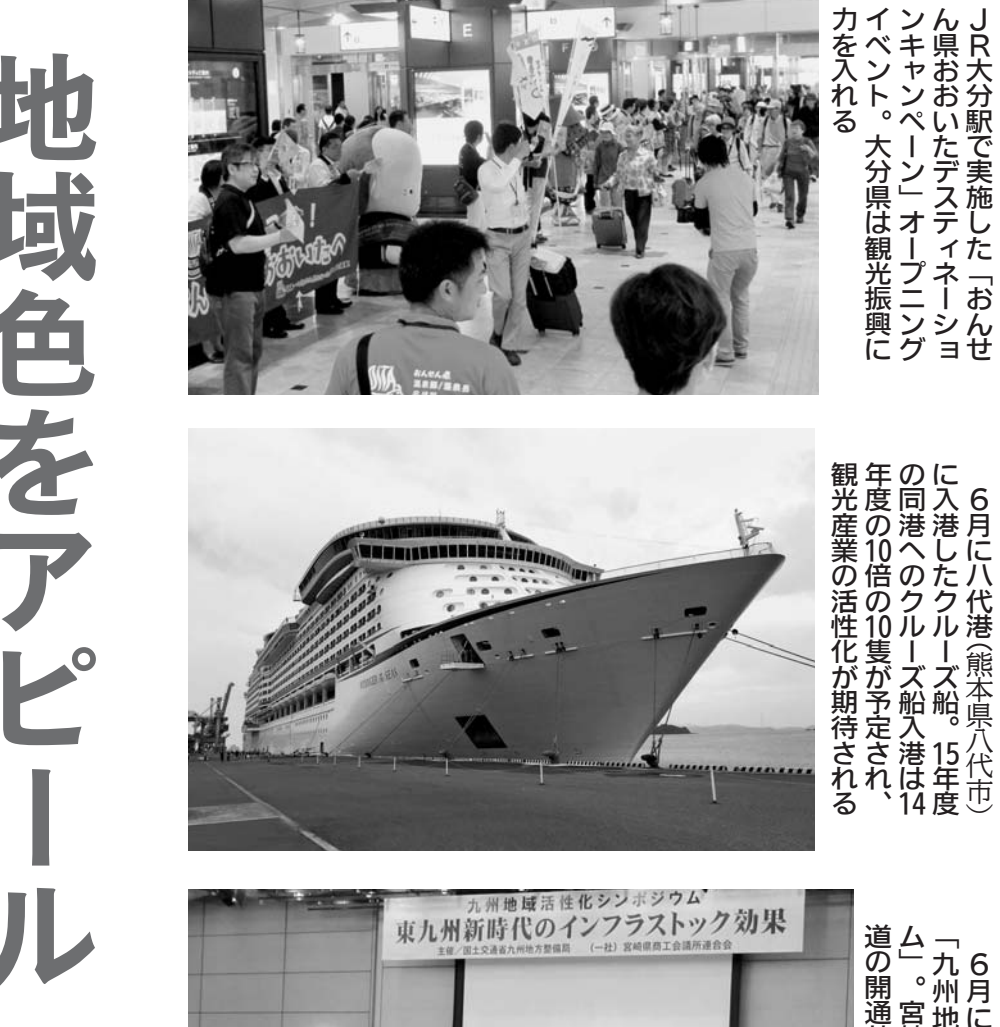 ＪＲ大分駅で実施した「おんせ
ん県おおいたデスティネーショ
ンキャンペーン」オープニング
イベント。大分県は観光振興に
力を入れる
E
F
おおいたへ
おんせん県
６月に八代港（熊本県八代市）
に入港したクルーズ船。15年度
の同港へのクルーズ船入港は14
年度の10倍の10隻が予定され、
観光産業の活性化が期待される
VOYAGER OF THE SEAS
６月に
「九州地
ム」。宮
道の開通
九州地域活性化シンポジウム
東九州新時代のインフラストック効果
主催／国土交通省九州地方整備局　（一社）宮崎県商工会議所連合会
地域色をアピール